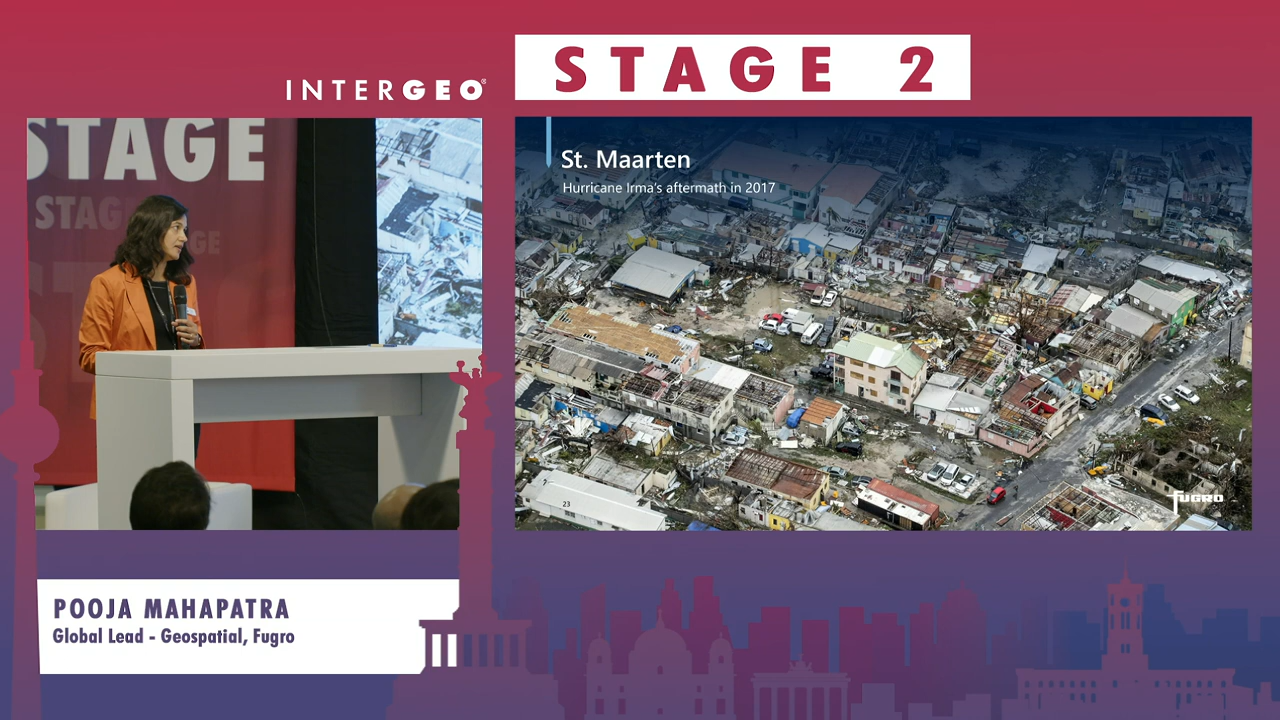 INTERGEO®
STAGE 2
STAGE
STAGE
St. Maarten
Hurricane Irma's aftermath in 2017
23
FUGRO
POOJA MAHAPATRA
Global Lead - Geospatial, Fugro